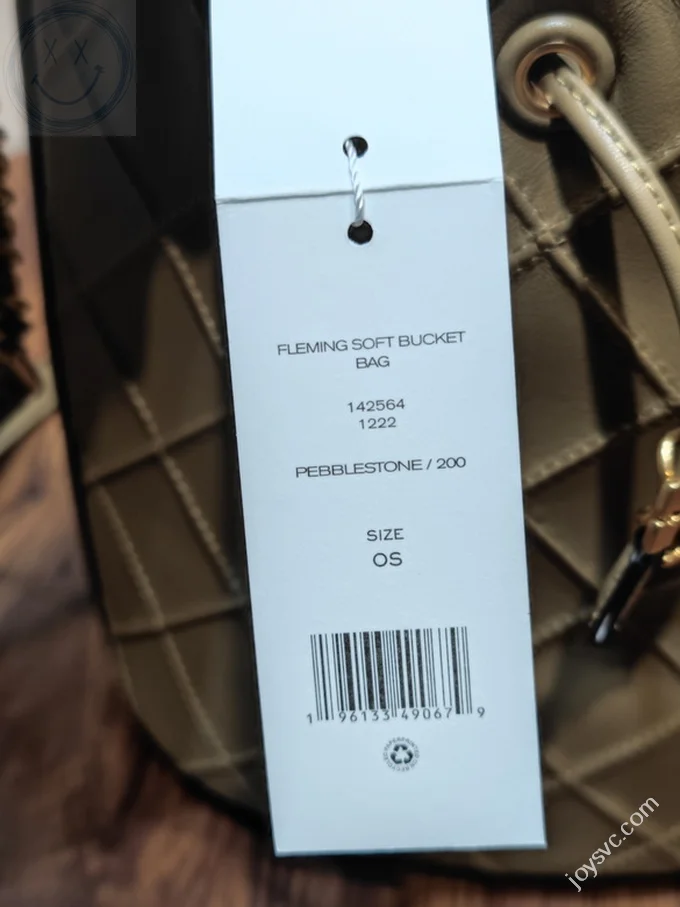 FLEMING SOFT BUCKET
BAG
142564
1222
PEBBLESTONE / 200
SIZE
OS
1 96133 49067 9
joysvc.com